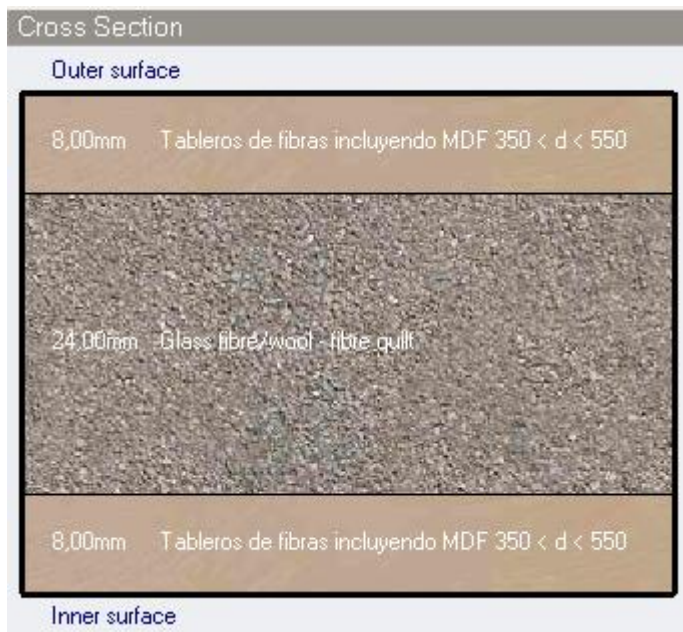 Cross Section
Outer surface
8,00mm Tableros de fibras incluyendo MDF 350 < d < 550
24,00mm Glass fibre/wool - fibre quilt
8,00mm Tableros de fibras incluyendo MDF 350 < d < 550
Inner surface